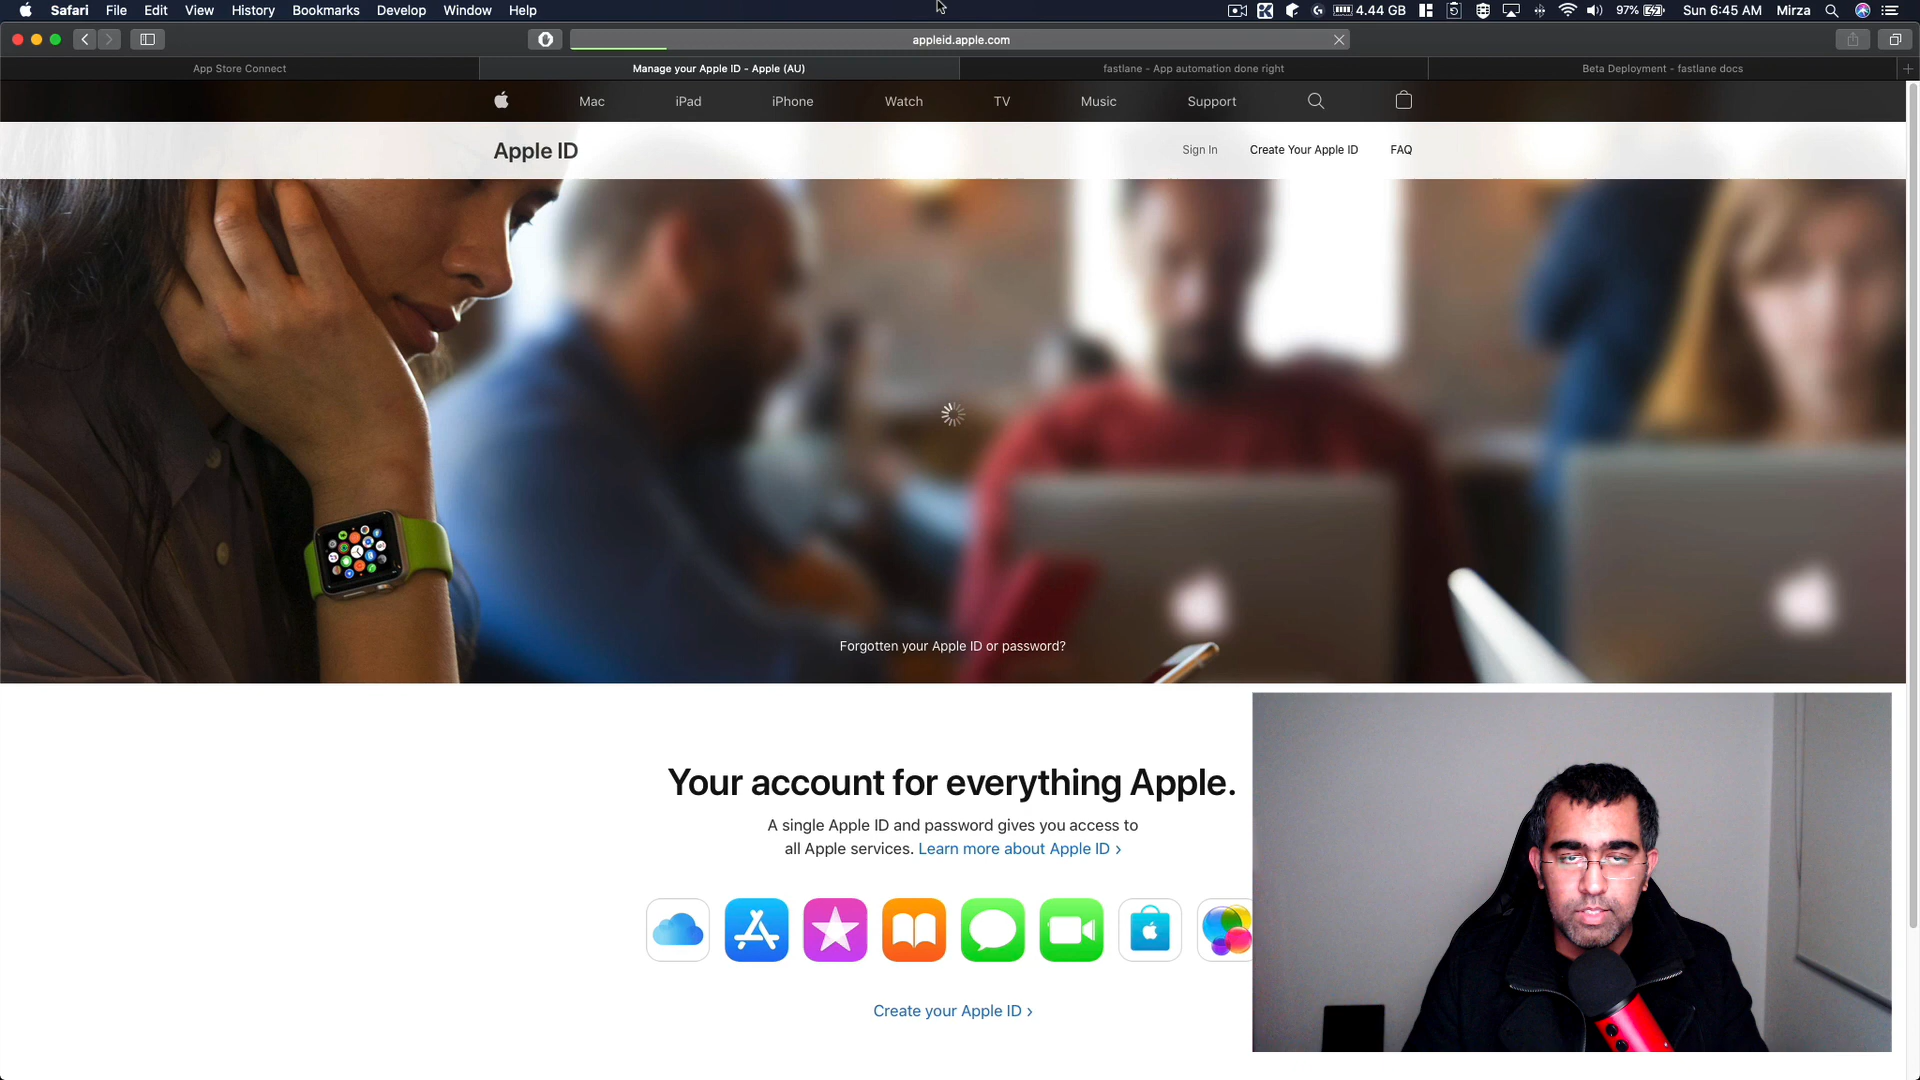 Safari File Edit View History Bookmarks Develop Window Help 4.44 GB 97% Sun 6:45 AM Mirza
appleid.apple.com
App Store Connect Manage your Apple ID - Apple (AU) fastlane - App automation done right Beta Deployment - fastlane docs
Mac iPad iPhone Watch TV Music Support
Apple ID Sign In Create Your Apple ID FAQ
Forgotten your Apple ID or password?
Your account for everything Apple.
A single Apple ID and password gives you access to
all Apple services. Learn more about Apple ID ›
Create your Apple ID ›